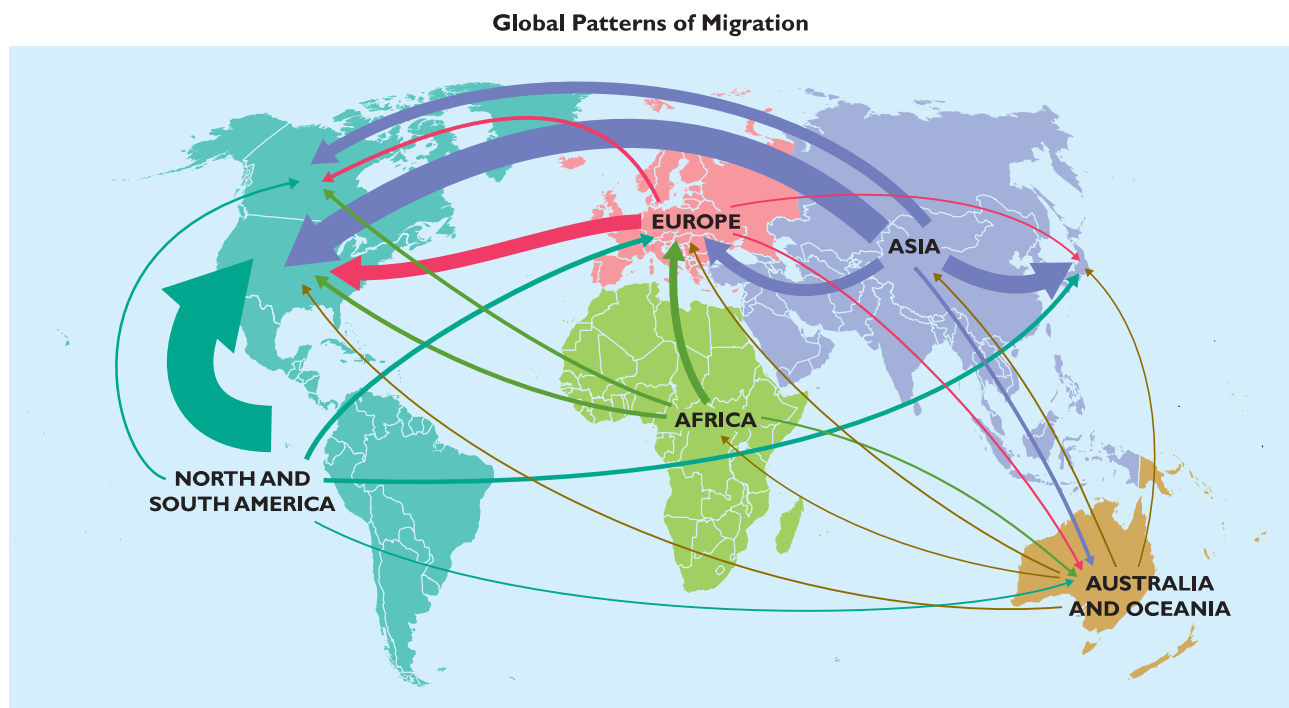 Global Patterns of Migration
EUROPE
ASIA
AFRICA
NORTH AND
SOUTH AMERICA
AUSTRALIA
AND OCEANIA